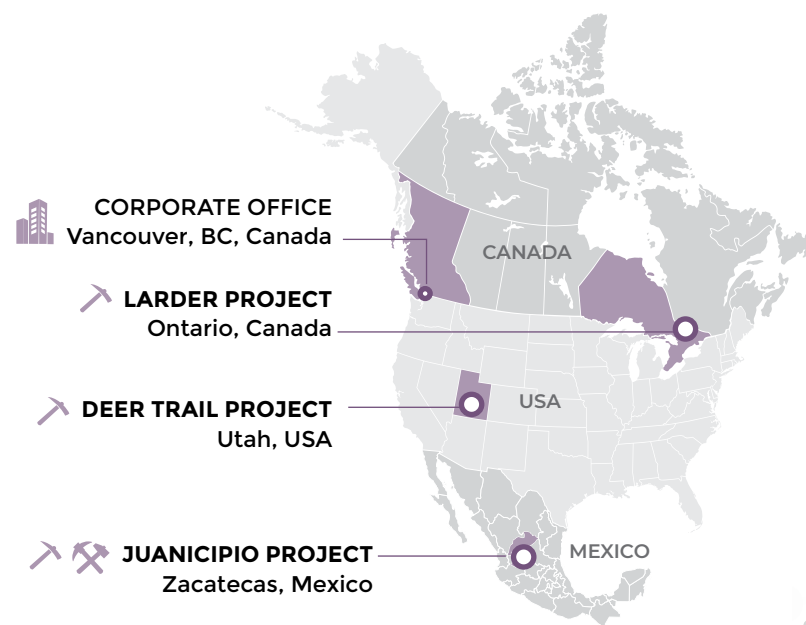 CORPORATE OFFICE
Vancouver, BC, Canada
CANADA
LARDER PROJECT
Ontario, Canada
DEER TRAIL PROJECT
Utah, USA
USA
JUANICIPIO PROJECT
Zacatecas, Mexico
MEXICO